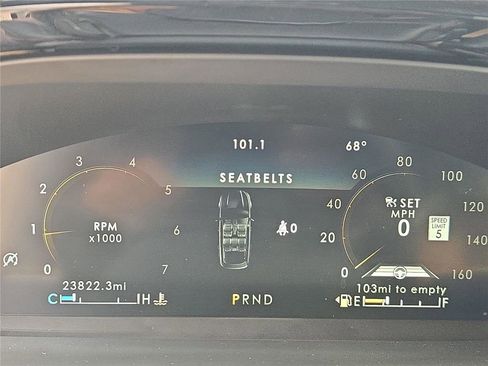 101.1 68°
SEATBELTS
0 1 2 3 4 5 6 7
RPM
x1000
0
0 20 40 60 80 100 120 140 160
SET
MPH
0
SPEED
LIMIT
5
23822.3mi
C H
PRND
E F
103mi to empty